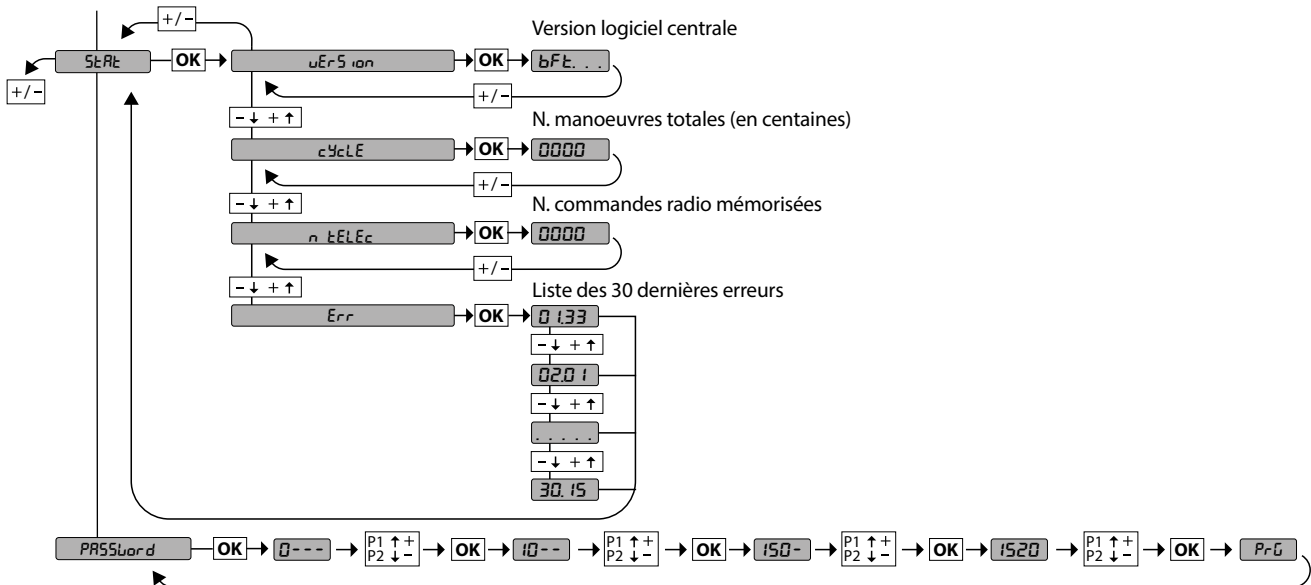 +/-
Version logiciel centrale
StAt OK vErSion OK bFt...
+/-
+/-
- ↓ + ↑
N. manoeuvres totales (en centaines)
cYcLE OK 0000
+/-
- ↓ + ↑
N. commandes radio mémorisées
n tELEc OK 0000
+/-
- ↓ + ↑
Liste des 30 dernières erreurs
Err OK 01.33
- ↓ + ↑
02.01
- ↓ + ↑
.....
- ↓ + ↑
30.15
PASSword OK 0--- P1 ↑ + P2 ↓ - OK 10-- P1 ↑ + P2 ↓ - OK 150- P1 ↑ + P2 ↓ - OK 1520 P1 ↑ + P2 ↓ - OK PrG